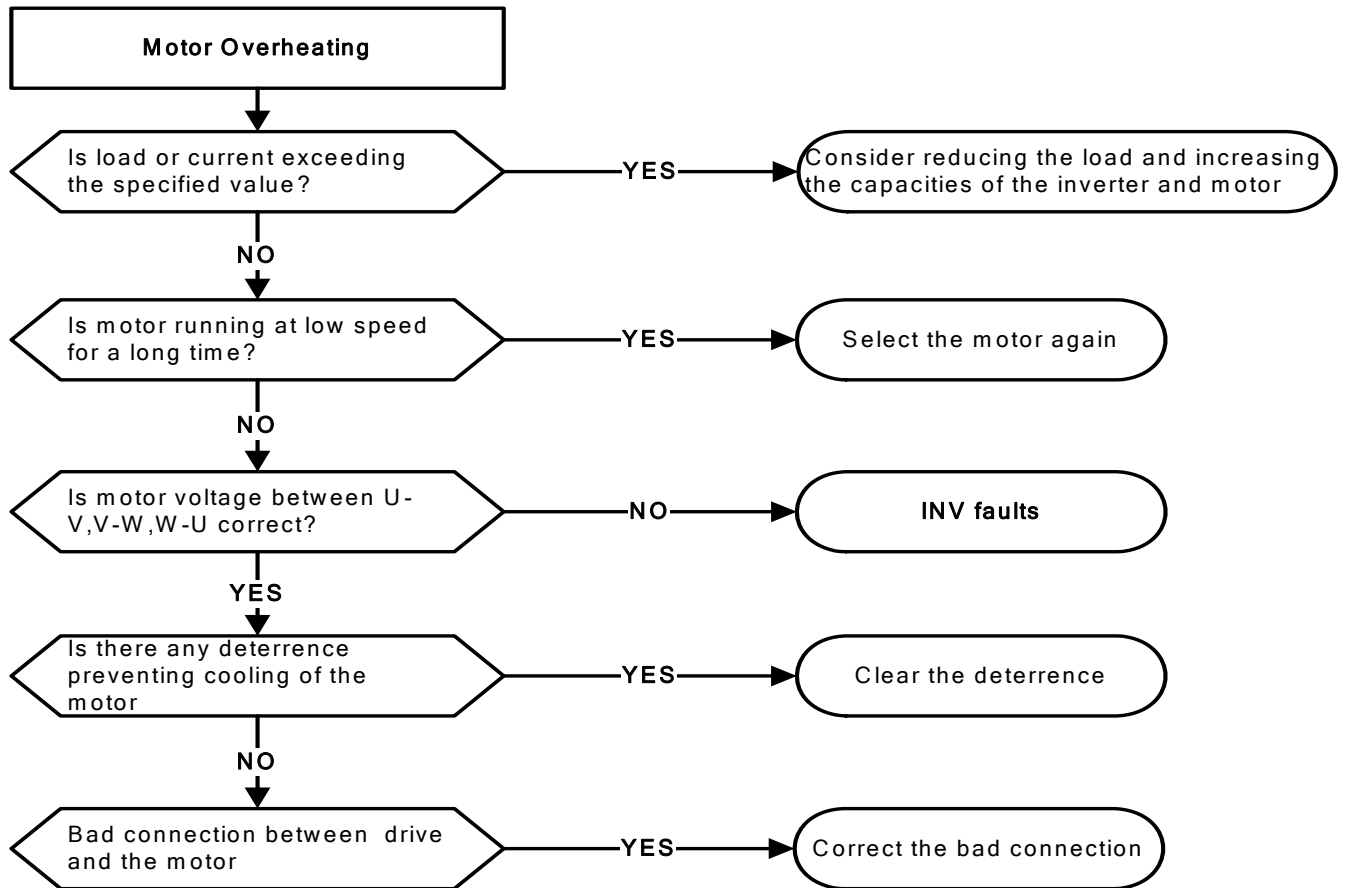 Motor Overheating
Is load or current exceeding
the specified value?
YES
Consider reducing the load and increasing
the capacities of the inverter and motor
NO
Is motor running at low speed
for a long time?
YES
Select the motor again
NO
Is motor voltage between U-
V,V-W,W-U correct?
NO
INV faults
YES
Is there any deterrence
preventing cooling of the
motor
YES
Clear the deterrence
NO
Bad connection between drive
and the motor
YES
Correct the bad connection